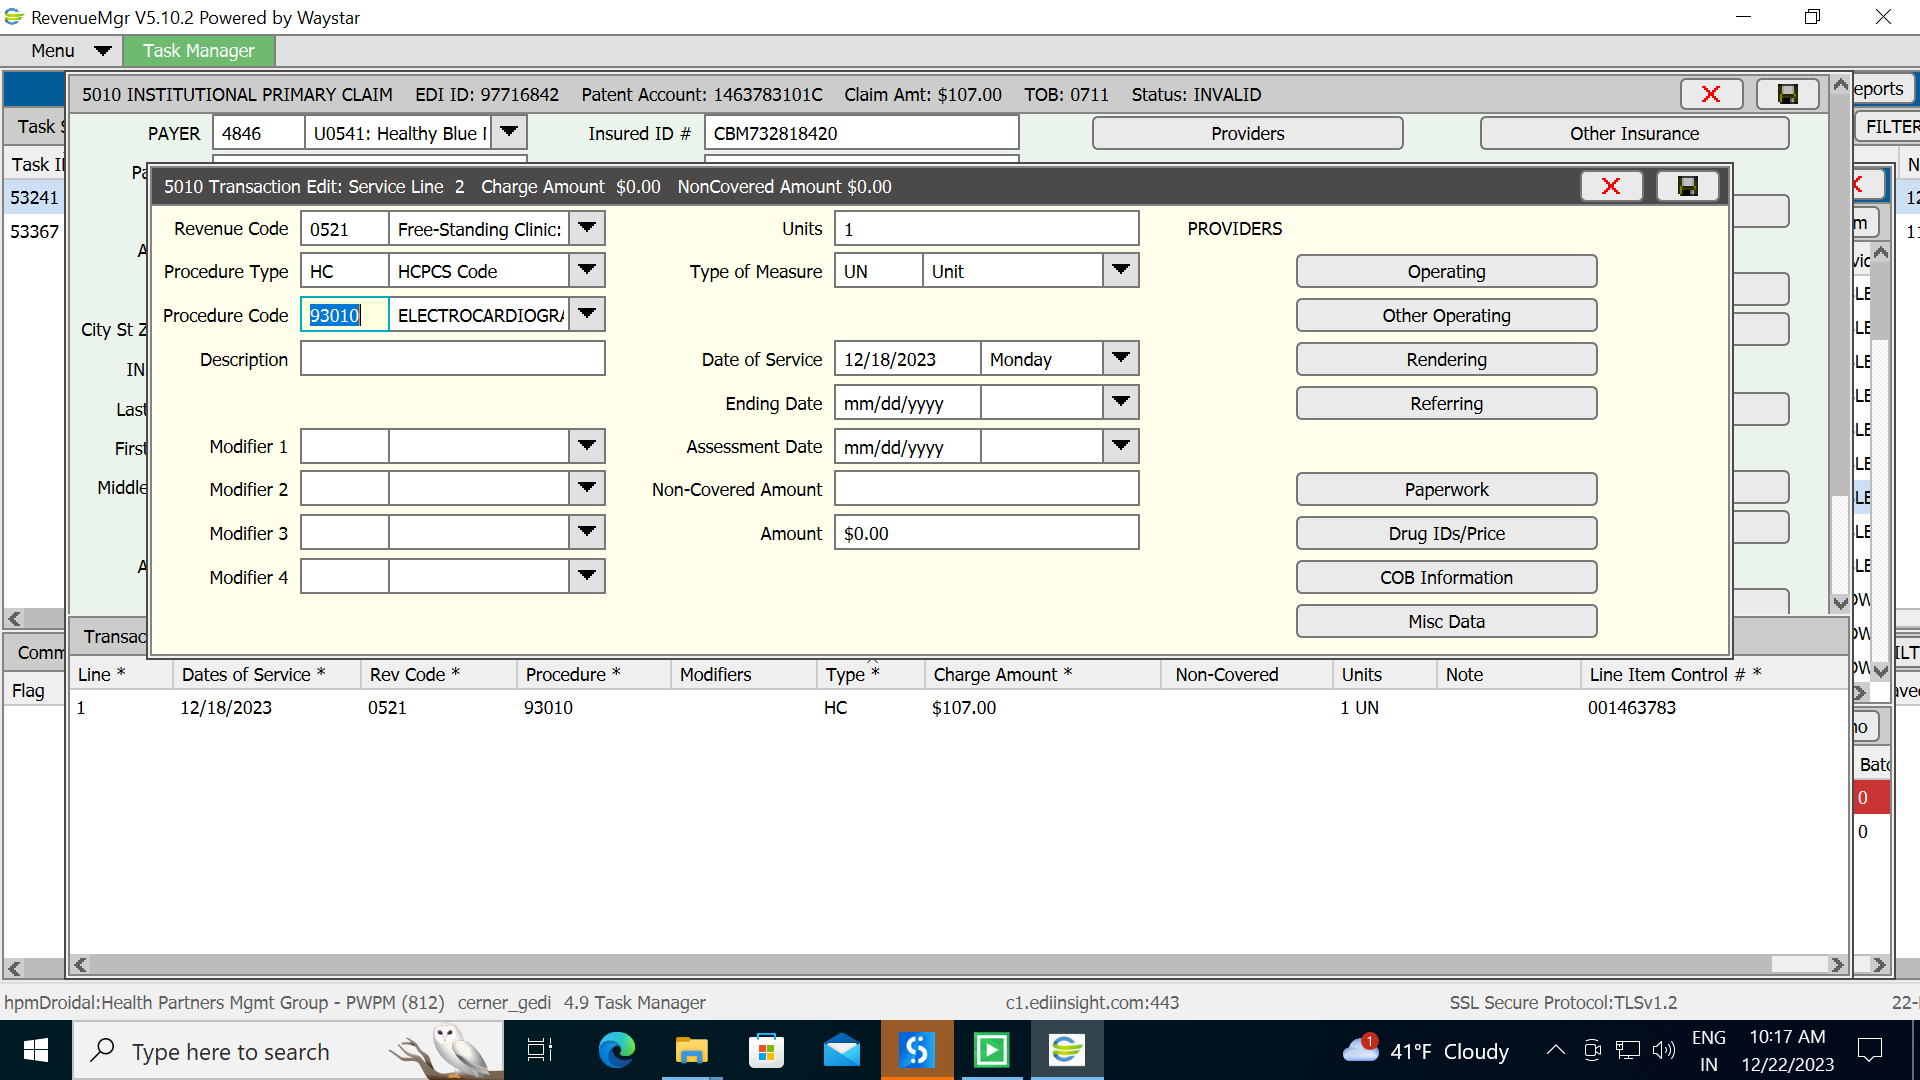 RevenueMgr V5.10.2 Powered by Waystar
Menu Task Manager
5010 INSTITUTIONAL PRIMARY CLAIM EDI ID: 97716842 Patent Account: 1463783101C Claim Amt: $107.00 TOB: 0711 Status: INVALID
eports
Task S
PAYER 4846 U0541: Healthy Blue Insured ID # CBM732818420 Providers Other Insurance
FILTER
Task I
Pa
5010 Transaction Edit: Service Line 2 Charge Amount $0.00 NonCovered Amount $0.00
53241
53367
Revenue Code 0521 Free-Standing Clinic: Units 1 PROVIDERS
Procedure Type HC HCPCS Code Type of Measure UN Unit Operating
Procedure Code 93010 ELECTROCARDIOGRA Other Operating
City St Z
Description Date of Service 12/18/2023 Monday Rendering
IN
Ending Date mm/dd/yyyy Referring
Last
Modifier 1 Assessment Date mm/dd/yyyy
First
Modifier 2 Non-Covered Amount Paperwork
Middle
Modifier 3 Amount $0.00 Drug IDs/Price
Modifier 4 COB Information
Misc Data
Transac
Comm
Flag
Line * Dates of Service * Rev Code * Procedure * Modifiers Type * Charge Amount * Non-Covered Units Note Line Item Control # *
1 12/18/2023 0521 93010 HC $107.00 1 UN 001463783
Batc
0
0
hpmDroidal:Health Partners Mgmt Group - PWPM (812) cerner_gedi 4.9 Task Manager c1.ediinsight.com:443 SSL Secure Protocol:TLSv1.2 22-
Type here to search
1
41°F Cloudy
ENG
IN
10:17 AM
12/22/2023